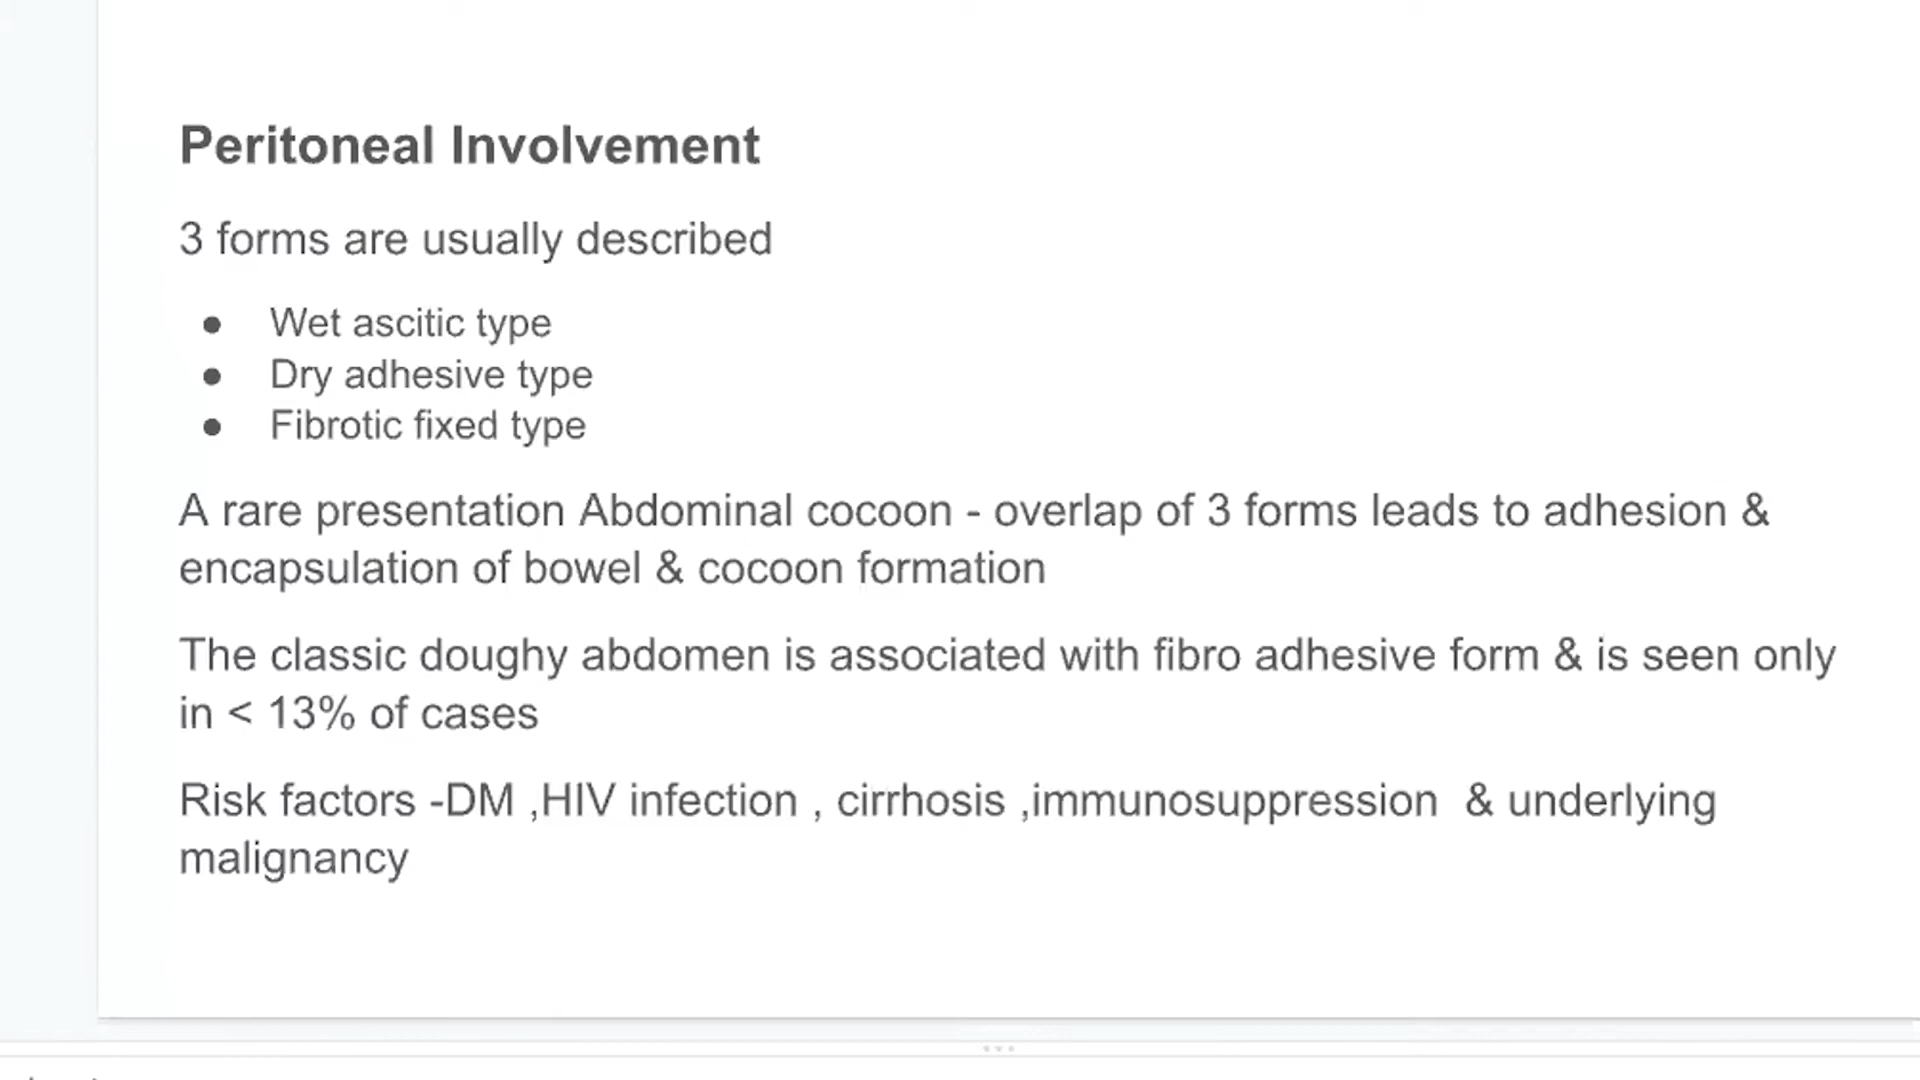 Peritoneal Involvement
3 forms are usually described
● Wet ascitic type
● Dry adhesive type
● Fibrotic fixed type
A rare presentation Abdominal cocoon - overlap of 3 forms leads to adhesion &
encapsulation of bowel & cocoon formation
The classic doughy abdomen is associated with fibro adhesive form & is seen only
in < 13% of cases
Risk factors -DM ,HIV infection , cirrhosis ,immunosuppression  & underlying
malignancy